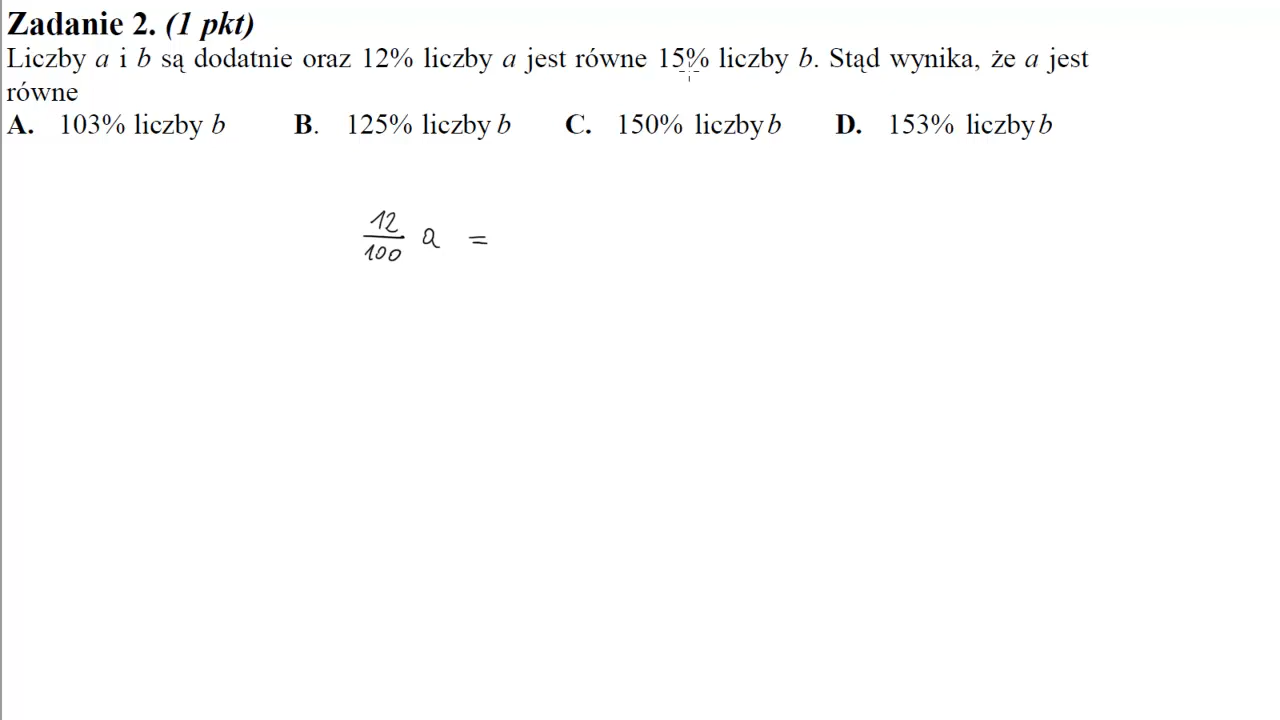 Zadanie 2. (1 pkt)
Liczby a i b są dodatnie oraz 12% liczby a jest równe 15% liczby b. Stąd wynika, że a jest
równe
A. 103% liczby b B. 125% liczby b C. 150% liczby b D. 153% liczby b
12/100 a =